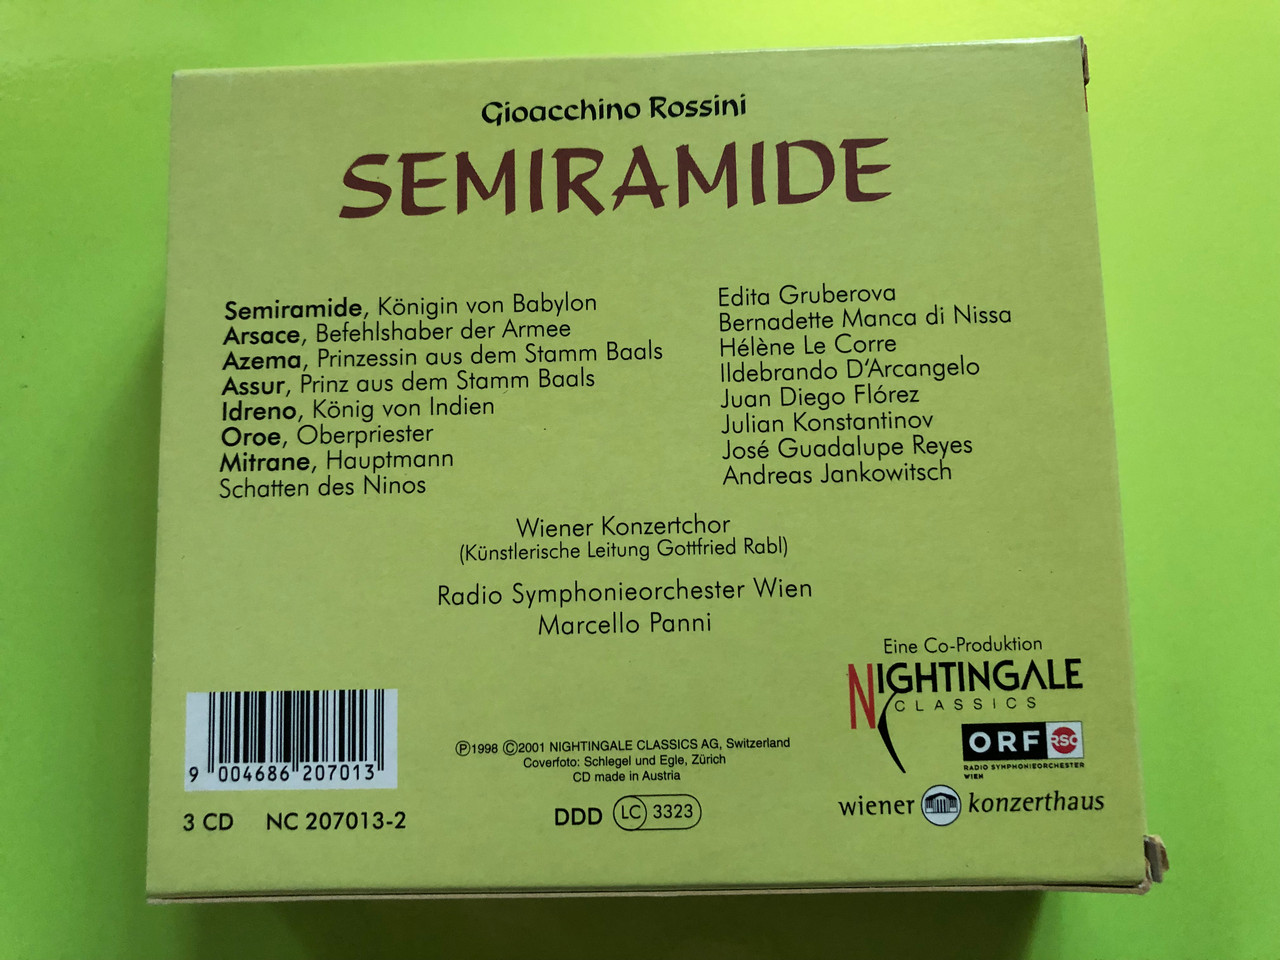 Gioacchino Rossini
SEMIRAMIDE
Semiramide, Königin von Babylon Edita Gruberova
Arsace, Befehlshaber der Armee Bernadette Manca di Nissa
Azema, Prinzessin aus dem Stamm Baals Hélène Le Corre
Assur, Prinz aus dem Stamm Baals Ildebrando D'Arcangelo
Idreno, König von Indien Juan Diego Flórez
Oroe, Oberpriester Julian Konstantinov
Mitrane, Hauptmann José Guadalupe Reyes
Schatten des Ninos Andreas Jankowitsch
Wiener Konzertchor
(Künstlerische Leitung Gottfried Rabl)
Radio Symphonieorchester Wien
Marcello Panni
Eine Co-Produktion
NIGHTINGALE
CLASSICS
ORF RSO
RADIO SYMPHONIEORCHESTER
WIEN
wiener konzerthaus
Ⓟ1998 Ⓒ2001 NIGHTINGALE CLASSICS AG, Switzerland
Coverfoto: Schlegel und Egle, Zürich
CD made in Austria
DDD LC 3323
9 004686 207013
3 CD NC 207013-2